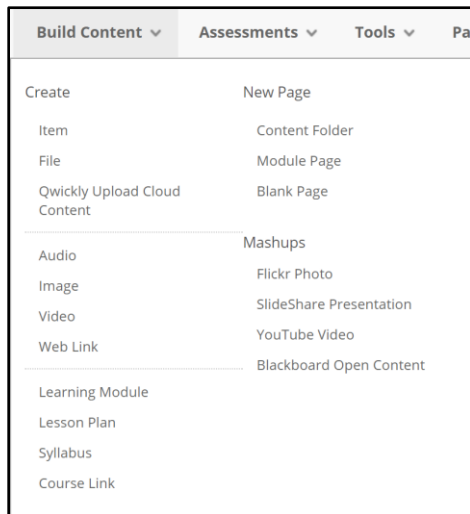 Build Content
Assessments
Tools
Pa
Create
Item
File
Qwickly Upload Cloud
Content
Audio
Image
Video
Web Link
Learning Module
Lesson Plan
Syllabus
Course Link
New Page
Content Folder
Module Page
Blank Page
Mashups
Flickr Photo
SlideShare Presentation
YouTube Video
Blackboard Open Content